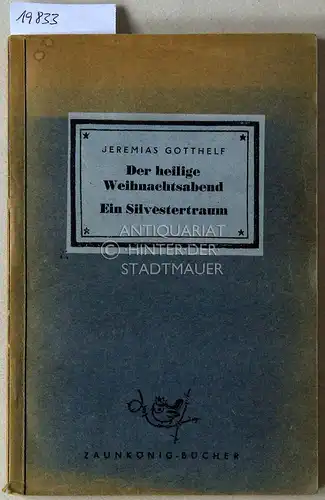 19833
JEREMIAS GOTTHELF
Der heilige
Weihnachtsabend
Ein Silvestertraum
ANTIQUARIAT
HINTER DER
STADTMAUER
ZAUNKÖNIG-BÜCHER